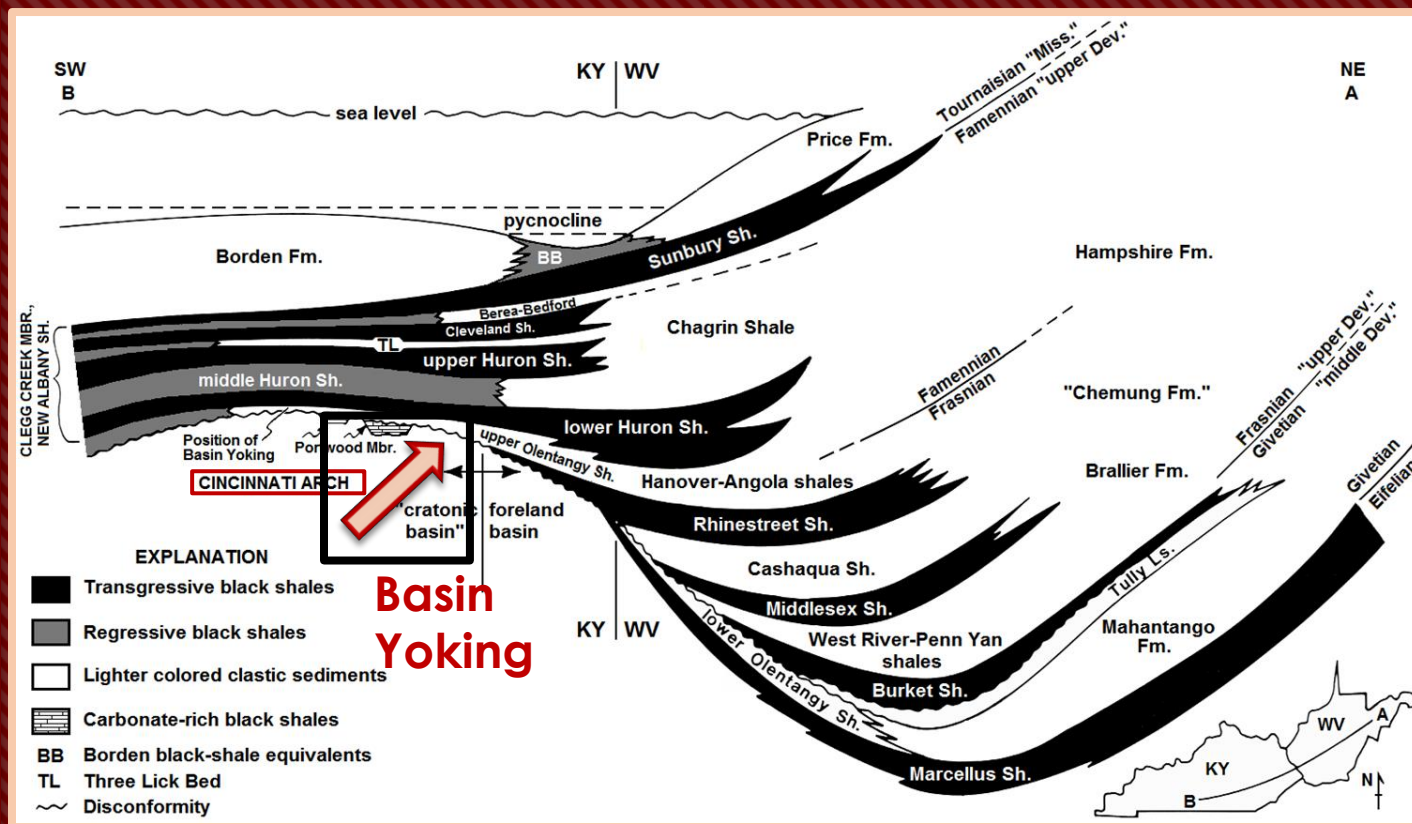 SW
B
KY | WV
NE
A
sea level
Tournaisian "Miss."
Famennian "upper Dev."
Price Fm.
pycnocline
Borden Fm.
BB
Sunbury Sh.
Hampshire Fm.
Berea-Bedford
Cleveland Sh.
Chagrin Shale
TL
upper Huron Sh.
CLEGG CREEK MBR.,
NEW ALBANY SH.
middle Huron Sh.
Famennian
Frasnian
"Chemung Fm."
Frasnian "upper Dev."
Givetian "middle Dev."
lower Huron Sh.
Position of
Basin Yoking
Portwood Mbr.
upper Olentangy Sh.
Hanover-Angola shales
Brallier Fm.
Givetian
Eifelian
CINCINNATI ARCH
"cratonic
basin"
foreland
basin
Rhinestreet Sh.
Cashaqua Sh.
Middlesex Sh.
Tully Ls.
KY | WV
lower Olentangy Sh.
West River-Penn Yan
shales
Mahantango
Fm.
Burket Sh.
Marcellus Sh.
Basin
Yoking
EXPLANATION
Transgressive black shales
Regressive black shales
Lighter colored clastic sediments
Carbonate-rich black shales
BB Borden black-shale equivalents
TL Three Lick Bed
Disconformity
WV
A
KY
B
N